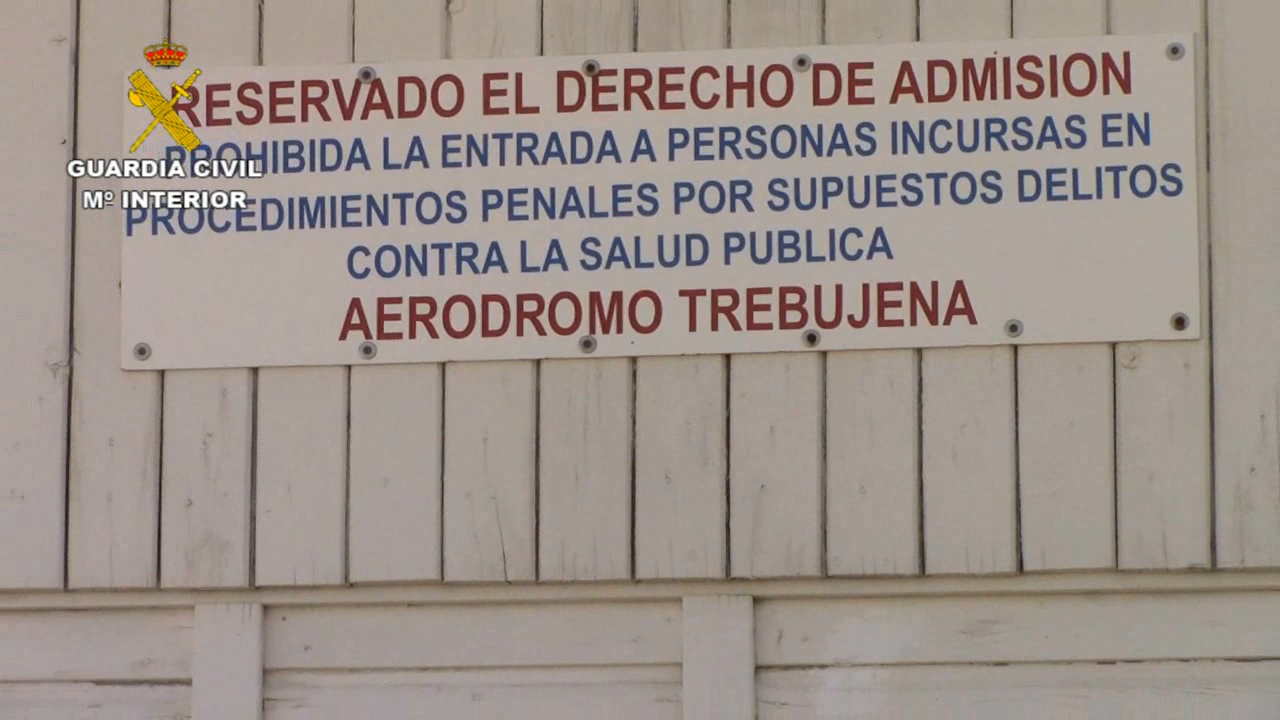 RESERVADO EL DERECHO DE ADMISION
PROHIBIDA LA ENTRADA A PERSONAS INCURSAS EN
PROCEDIMIENTOS PENALES POR SUPUESTOS DELITOS
CONTRA LA SALUD PUBLICA
AERODROMO TREBUJENA
GUARDIA CIVIL
Mº INTERIOR